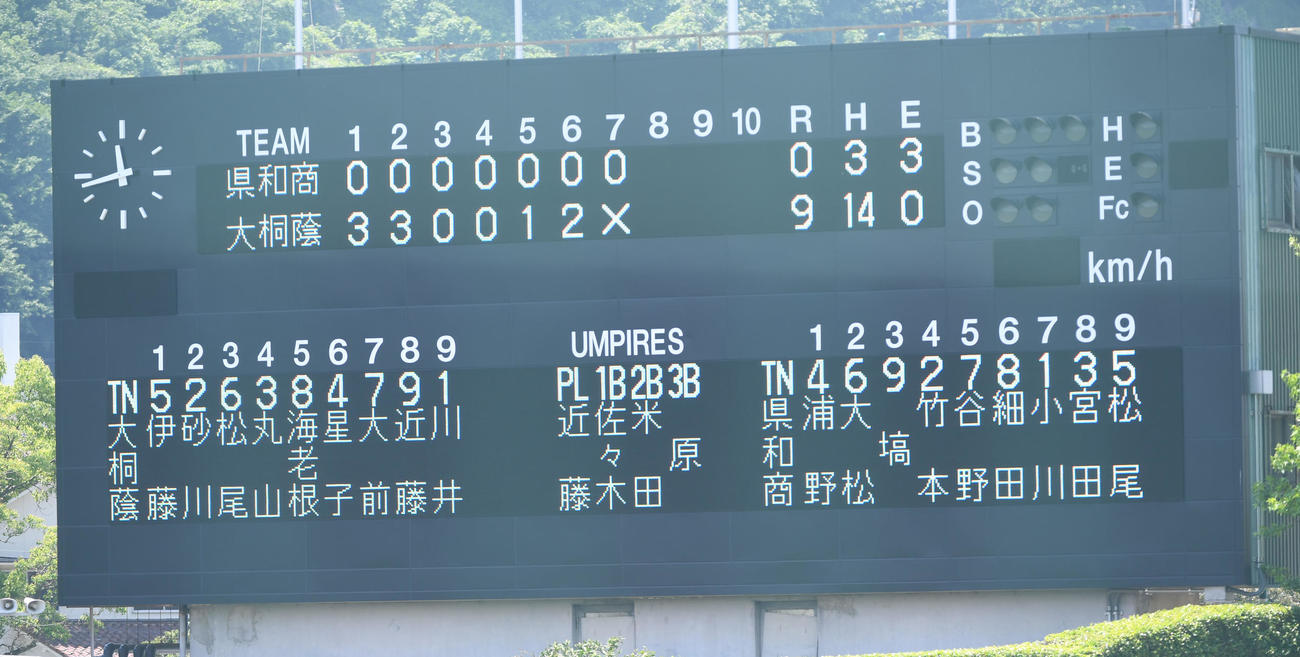 TEAM 1 2 3 4 5 6 7 8 9 10 R H E
県和商 0 0 0 0 0 0 0 0 3 3
大桐蔭 3 3 0 0 1 2 X 9 14 0
B H
S E
O Fc
km/h
1 2 3 4 5 6 7 8 9
TN 5 2 6 3 8 4 7 9 1
大桐蔭 伊藤 砂川 松尾 丸山 海老根 星子 大前 近藤 川井
UMPIRES
PL 1B 2B 3B
近藤 佐々木 米田 原
1 2 3 4 5 6 7 8 9
TN 4 6 9 2 7 8 1 3 5
県和商 浦野 大松 塙 竹本 谷野 細田 小川 宮田 松尾